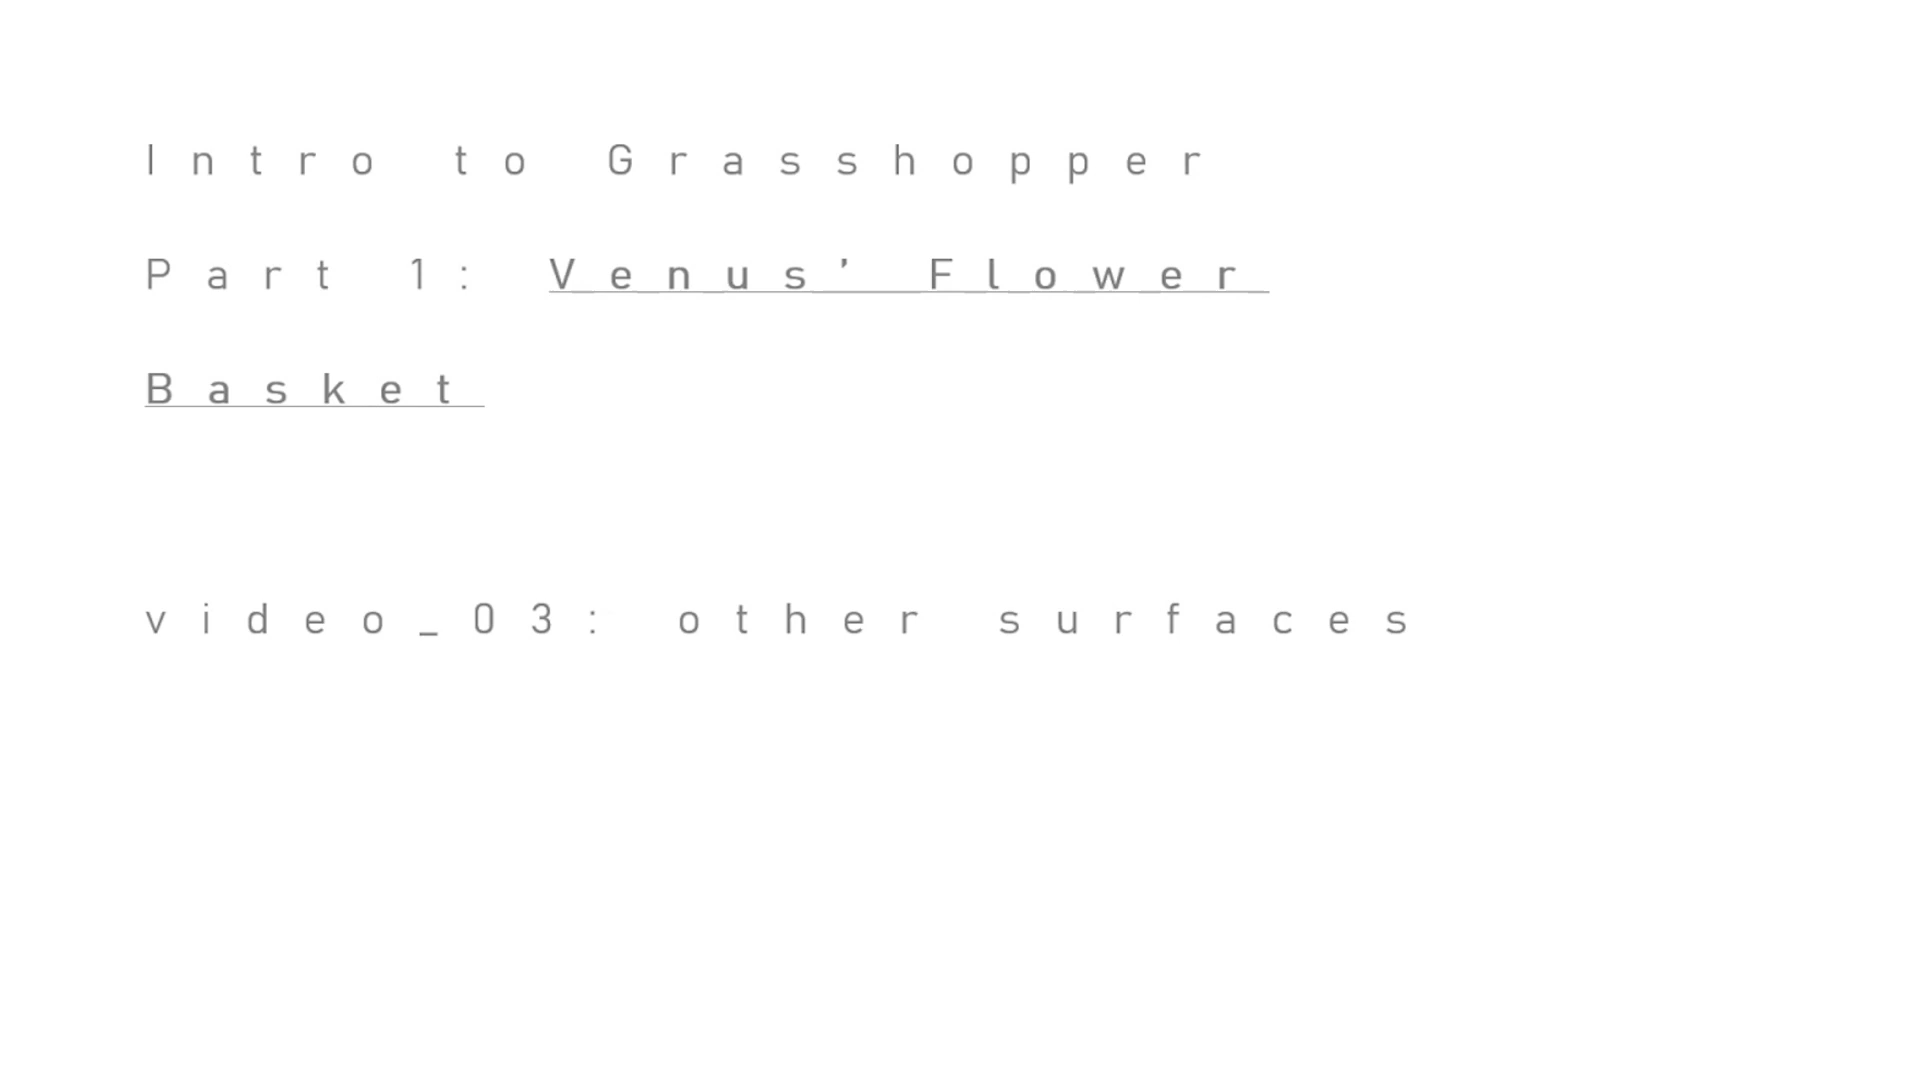 Intro to Grasshopper
Part 1: Venus’ Flower
Basket
video_03: other surfaces